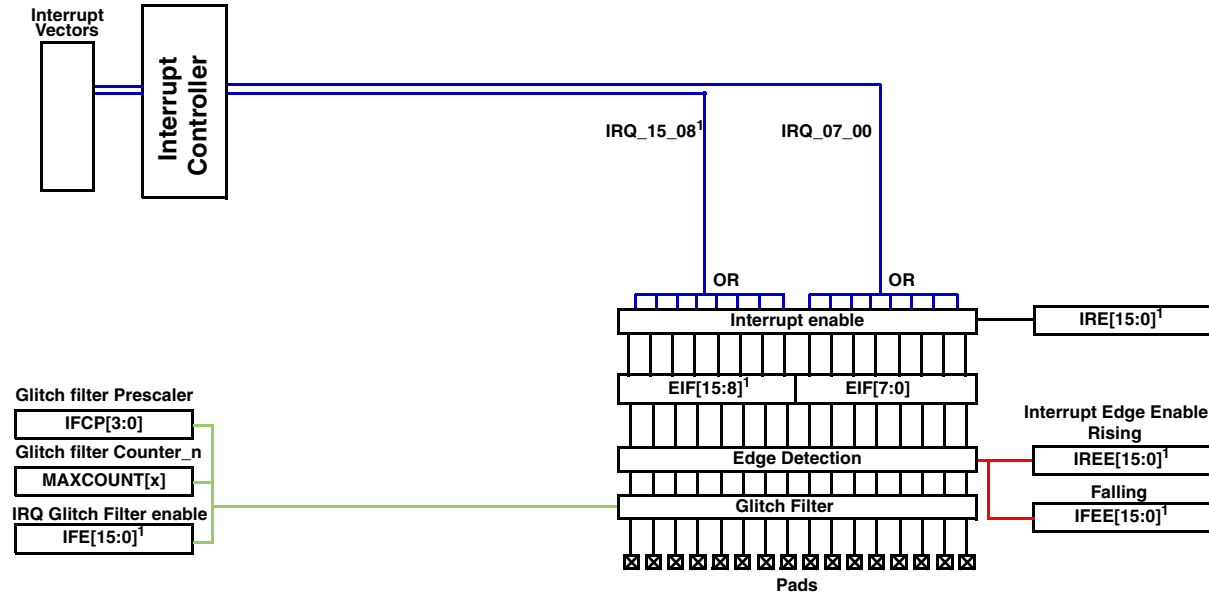 Interrupt
Vectors
Interrupt
Controller
IRQ_15_08¹
IRQ_07_00
OR
OR
Interrupt enable
IRE[15:0]¹
EIF[15:8]¹
EIF[7:0]
Glitch filter Prescaler
IFCP[3:0]
Glitch filter Counter_n
MAXCOUNT[x]
IRQ Glitch Filter enable
IFE[15:0]¹
Interrupt Edge Enable
Rising
IREE[15:0]¹
Falling
IFEE[15:0]¹
Edge Detection
Glitch Filter
Pads